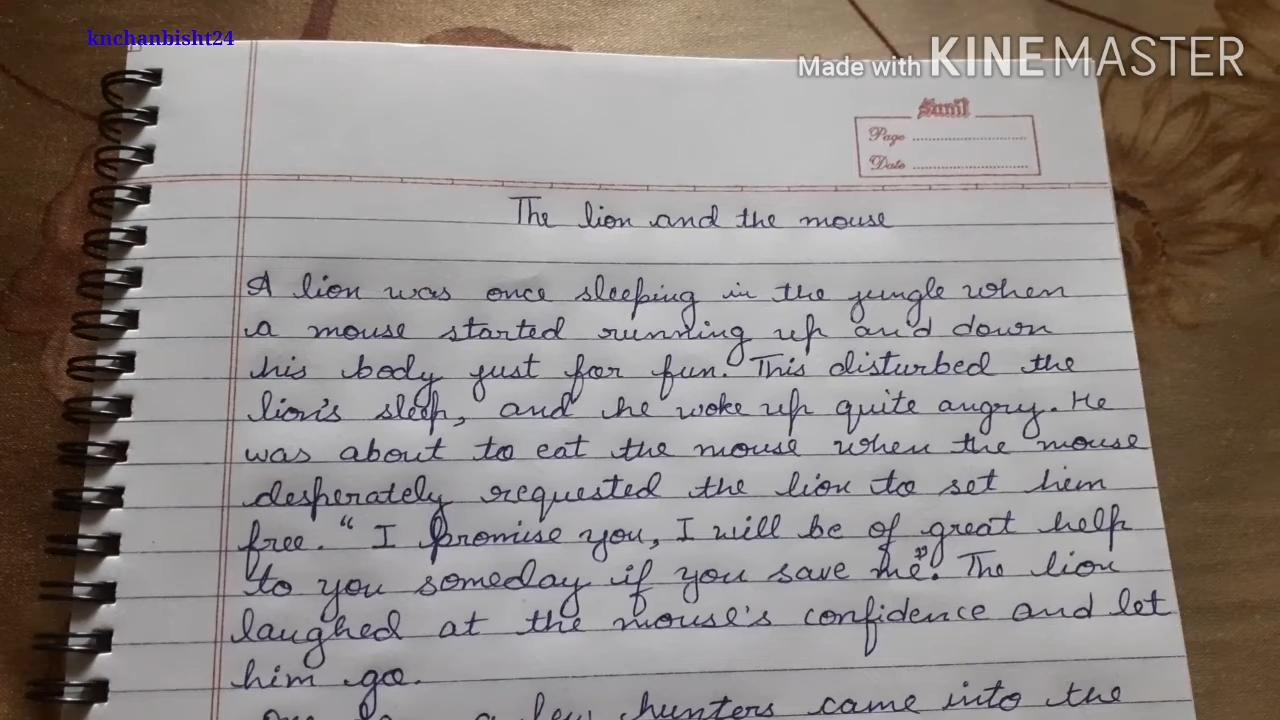 knchanbisht24
Made with KINEMASTER
Sunil
Page
Date
The lion and the mouse
A lion was once sleeping in the jungle when
a mouse started running up and down
his body just for fun. This disturbed the
lion's sleep, and he woke up quite angry. He
was about to eat the mouse when the mouse
desperately requested the lion to set him
free. “ I promise you, I will be of great help
to you someday if you save me”. The lion
laughed at the mouse's confidence and let
him go.
a few hunters came into the